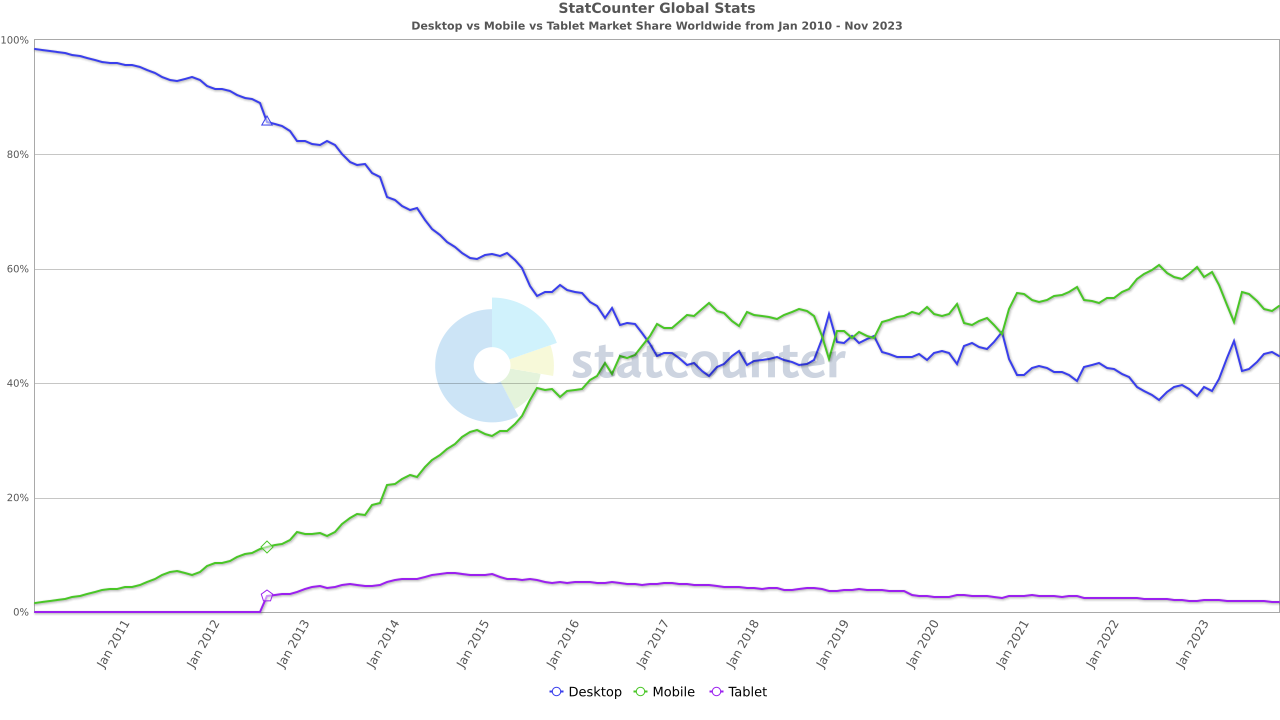 StatCounter Global Stats
Desktop vs Mobile vs Tablet Market Share Worldwide from Jan 2010 - Nov 2023
100%
80%
60%
40%
20%
0%
statcounter
Jan 2011
Jan 2012
Jan 2013
Jan 2014
Jan 2015
Jan 2016
Jan 2017
Jan 2018
Jan 2019
Jan 2020
Jan 2021
Jan 2022
Jan 2023
Desktop Mobile Tablet